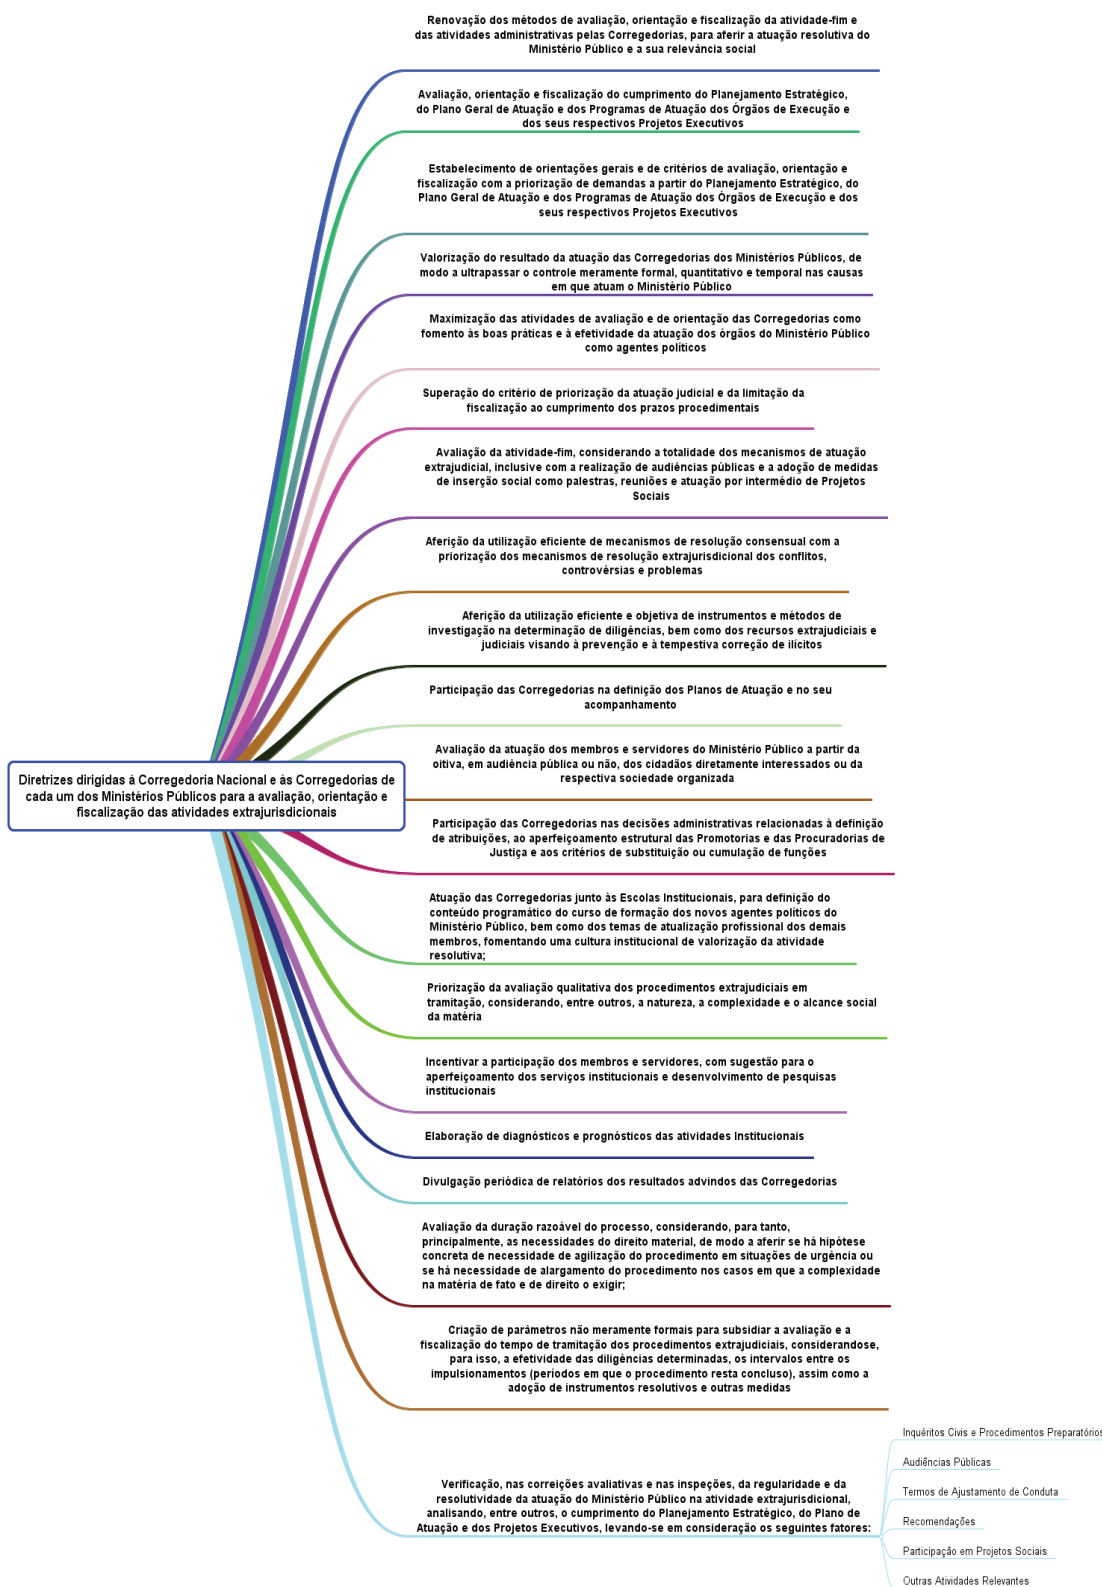 Renovação dos métodos de avaliação, orientação e fiscalização da atividade-fim e
das atividades administrativas pelas Corregedorias, para aferir a atuação resolutiva do
Ministério Público e a sua relevância social
Avaliação, orientação e fiscalização do cumprimento do Planejamento Estratégico,
do Plano Geral de Atuação e dos Programas de Atuação dos Órgãos de Execução e
dos seus respectivos Projetos Executivos
Estabelecimento de orientações gerais e de critérios de avaliação, orientação e
fiscalização com a priorização de demandas a partir do Planejamento Estratégico, do
Plano Geral de Atuação e dos Programas de Atuação dos Órgãos de Execução e dos
seus respectivos Projetos Executivos
Valorização do resultado da atuação das Corregedorias dos Ministérios Públicos, de
modo a ultrapassar o controle meramente formal, quantitativo e temporal nas causas
em que atuam o Ministério Público
Maximização das atividades de avaliação e de orientação das Corregedorias como
fomento às boas práticas e à efetividade da atuação dos órgãos do Ministério Público
como agentes políticos
Superação do critério de priorização da atuação judicial e da limitação da
fiscalização ao cumprimento dos prazos procedimentais
Avaliação da atividade-fim, considerando a totalidade dos mecanismos de atuação
extrajudicial, inclusive com a realização de audiências públicas e a adoção de medidas
de inserção social como palestras, reuniões e atuação por intermédio de Projetos
Sociais
Aferição da utilização eficiente de mecanismos de resolução consensual com a
priorização dos mecanismos de resolução extrajurisdicional dos conflitos,
controvérsias e problemas
Aferição da utilização eficiente e objetiva de instrumentos e métodos de
investigação na determinação de diligências, bem como dos recursos extrajudiciais e
judiciais visando à prevenção e à tempestiva correção de ilícitos
Participação das Corregedorias na definição dos Planos de Atuação e no seu
acompanhamento
Avaliação da atuação dos membros e servidores do Ministério Público a partir da
oitiva, em audiência pública ou não, dos cidadãos diretamente interessados ou da
respectiva sociedade organizada
Diretrizes dirigidas à Corregedoria Nacional e às Corregedorias de
cada um dos Ministérios Públicos para a avaliação, orientação e
fiscalização das atividades extrajurisdicionais
Participação das Corregedorias nas decisões administrativas relacionadas à definição
de atribuições, ao aperfeiçoamento estrutural das Promotorias e das Procuradorias de
Justiça e aos critérios de substituição ou cumulação de funções
Atuação das Corregedorias junto às Escolas Institucionais, para definição do
conteúdo programático do curso de formação dos novos agentes políticos do
Ministério Público, bem como dos temas de atualização profissional dos demais
membros, fomentando uma cultura institucional de valorização da atividade
resolutiva;
Priorização da avaliação qualitativa dos procedimentos extrajudiciais em
tramitação, considerando, entre outros, a natureza, a complexidade e o alcance social
da matéria
Incentivar a participação dos membros e servidores, com sugestão para o
aperfeiçoamento dos serviços institucionais e desenvolvimento de pesquisas
institucionais
Elaboração de diagnósticos e prognósticos das atividades Institucionais
Divulgação periódica de relatórios dos resultados advindos das Corregedorias
Avaliação da duração razoável do processo, considerando, para tanto,
principalmente, as necessidades do direito material, de modo a aferir se há hipótese
concreta de necessidade de agilização do procedimento em situações de urgência ou
se há necessidade de alargamento do procedimento nos casos em que a complexidade
na matéria de fato e de direito o exigir;
Criação de parâmetros não meramente formais para subsidiar a avaliação e a
fiscalização do tempo de tramitação dos procedimentos extrajudiciais, considerandose,
para isso, a efetividade das diligências determinadas, os intervalos entre os
impulsionamentos (períodos em que o procedimento resta concluso), assim como a
adoção de instrumentos resolutivos e outras medidas
Verificação, nas correições avaliativas e nas inspeções, da regularidade e da
resolutividade da atuação do Ministério Público na atividade extrajurisdicional,
analisando, entre outros, o cumprimento do Planejamento Estratégico, do Plano de
Atuação e dos Projetos Executivos, levando-se em consideração os seguintes fatores:
Inquéritos Civis e Procedimentos Preparatórios
Audiências Públicas
Termos de Ajustamento de Conduta
Recomendações
Participação em Projetos Sociais
Outras Atividades Relevantes